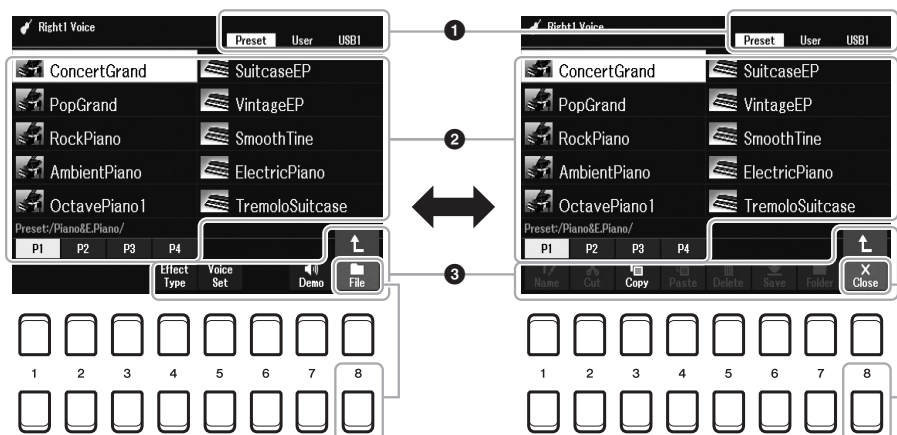 Right1 Voice
Preset User USB1
ConcertGrand SuitcaseEP
PopGrand VintageEP
RockPiano SmoothTine
AmbientPiano ElectricPiano
OctavePiano1 TremoloSuitcase
Preset:/Piano&E.Piano/
P1 P2 P3 P4
Effect Type Voice Set Demo File
1 2 3 4 5 6 7 8
1
2
3
Right1 Voice
Preset User USB1
ConcertGrand SuitcaseEP
PopGrand VintageEP
RockPiano SmoothTine
AmbientPiano ElectricPiano
OctavePiano1 TremoloSuitcase
Preset:/Piano&E.Piano/
P1 P2 P3 P4
Name Cut Copy Paste Delete Save Folder Close
1 2 3 4 5 6 7 8